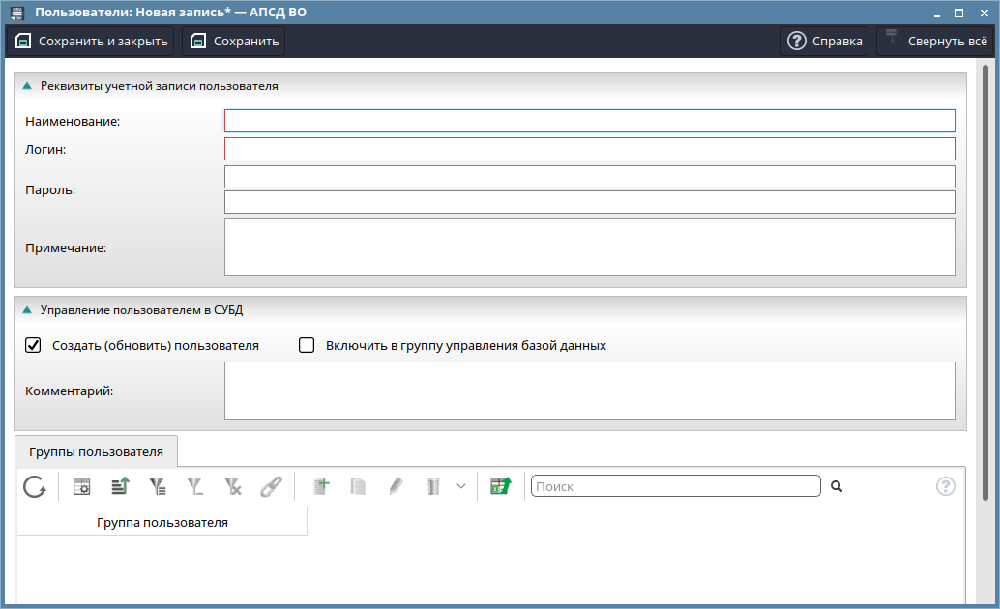 Пользователи: Новая запись* — АПСД ВО
Сохранить и закрыть Сохранить Справка Свернуть всё
Реквизиты учетной записи пользователя
Наименование:
Логин:
Пароль:
Примечание:
Управление пользователем в СУБД
Создать (обновить) пользователя Включить в группу управления базой данных
Комментарий:
Группы пользователя
Поиск
Группа пользователя